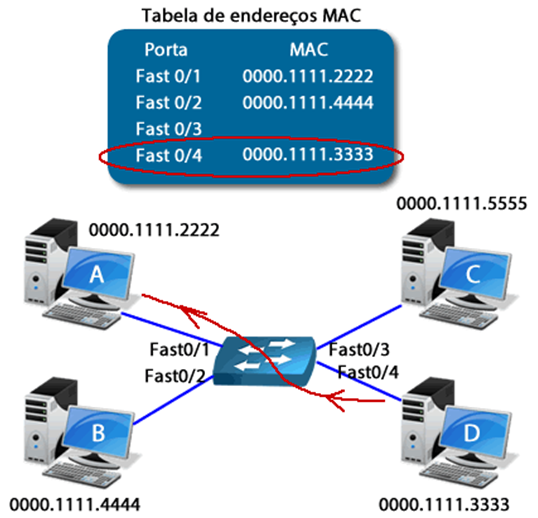 Tabela de endereços MAC
Porta MAC
Fast 0/1 0000.1111.2222
Fast 0/2 0000.1111.4444
Fast 0/3
Fast 0/4 0000.1111.3333
0000.1111.5555
0000.1111.2222
A
C
Fast0/1
Fast0/3
Fast0/2
Fast0/4
B
D
0000.1111.4444
0000.1111.3333